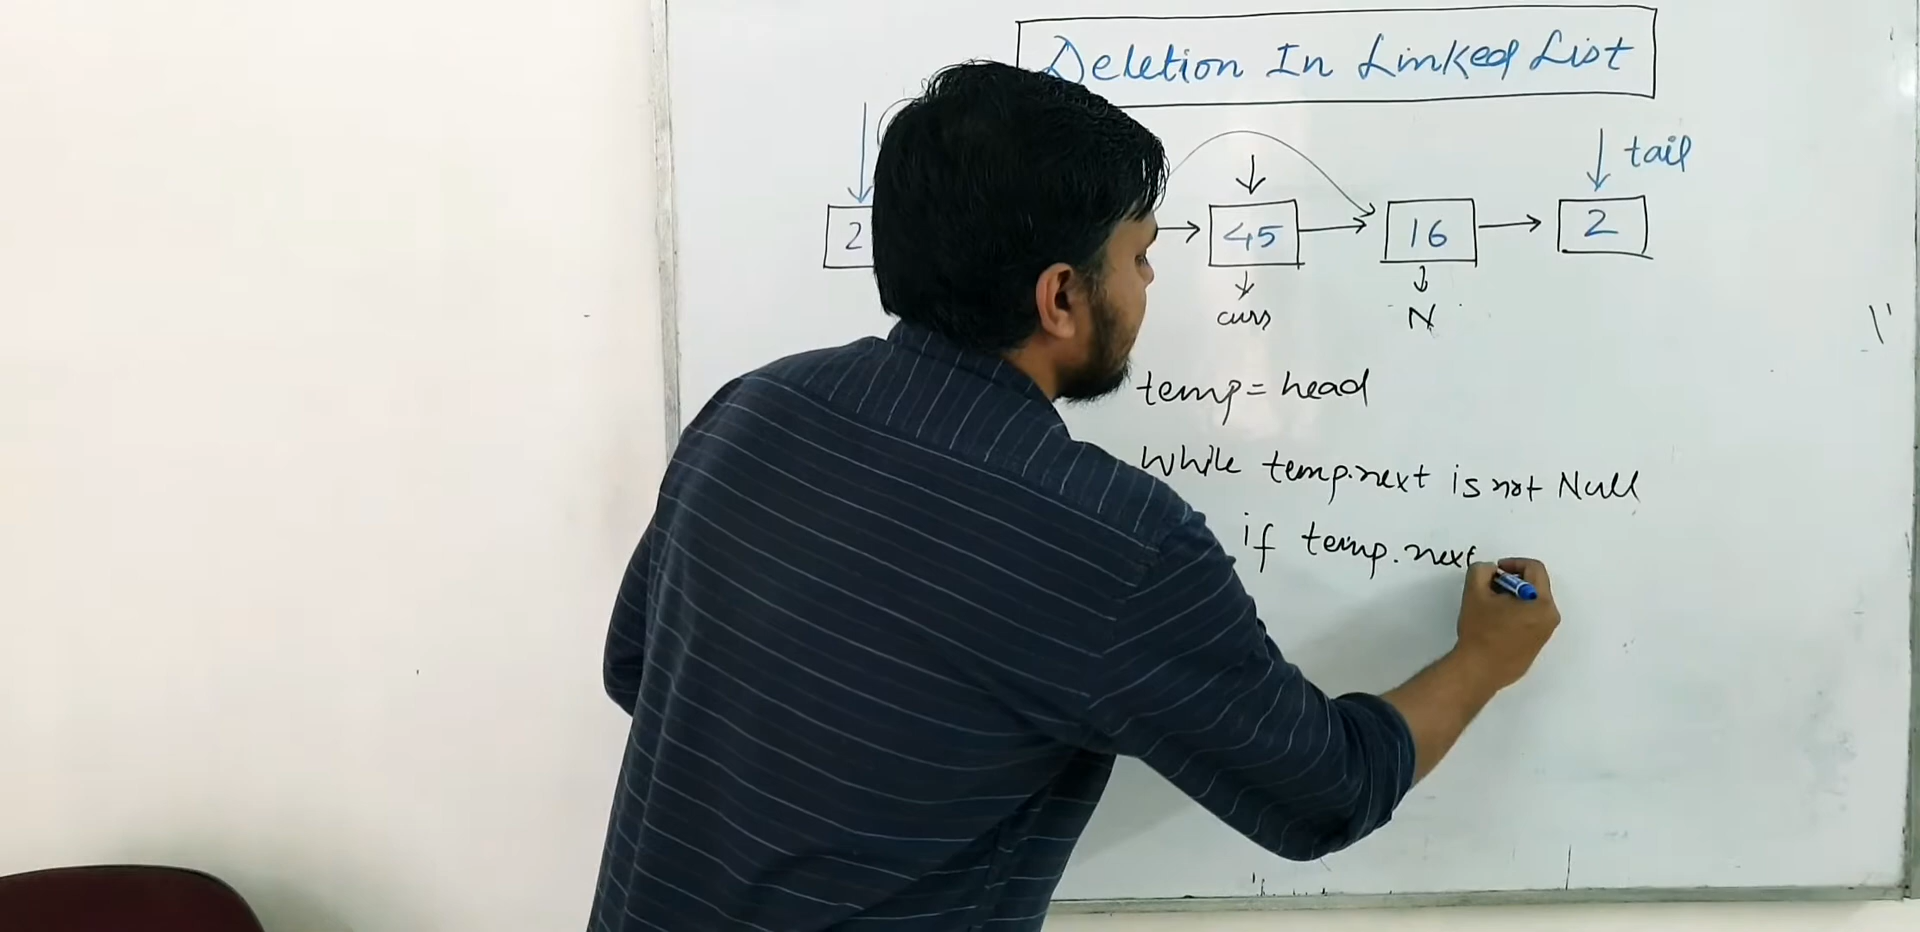 Deletion In Linked List
tail
2 45 16 2
curr N
temp = head
While temp.next is not Null
if temp.next